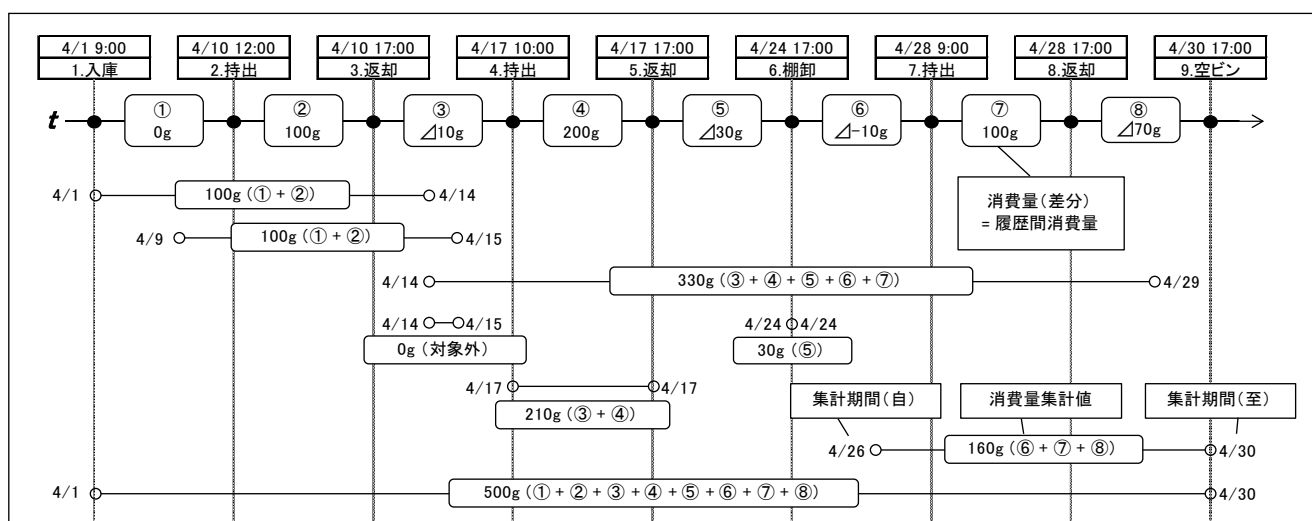 4/1 9:00
1.入庫
4/10 12:00
2.持出
4/10 17:00
3.返却
4/17 10:00
4.持出
4/17 17:00
5.返却
4/24 17:00
6.棚卸
4/28 9:00
7.持出
4/28 17:00
8.返却
4/30 17:00
9.空ビン
t
①
0g
②
100g
③
⊿10g
④
200g
⑤
⊿30g
⑥
⊿-10g
⑦
100g
⑧
⊿70g
4/1 100g (① + ②) 4/14
消費量(差分)
= 履歴間消費量
4/9 100g (① + ②) 4/15
4/14 330g (③ + ④ + ⑤ + ⑥ + ⑦) 4/29
4/14 4/15
0g (対象外)
4/24 4/24
30g (⑤)
4/17 4/17
210g (③ + ④)
集計期間(自)
消費量集計値
集計期間(至)
4/26 160g (⑥ + ⑦ + ⑧) 4/30
4/1 500g (① + ② + ③ + ④ + ⑤ + ⑥ + ⑦ + ⑧) 4/30